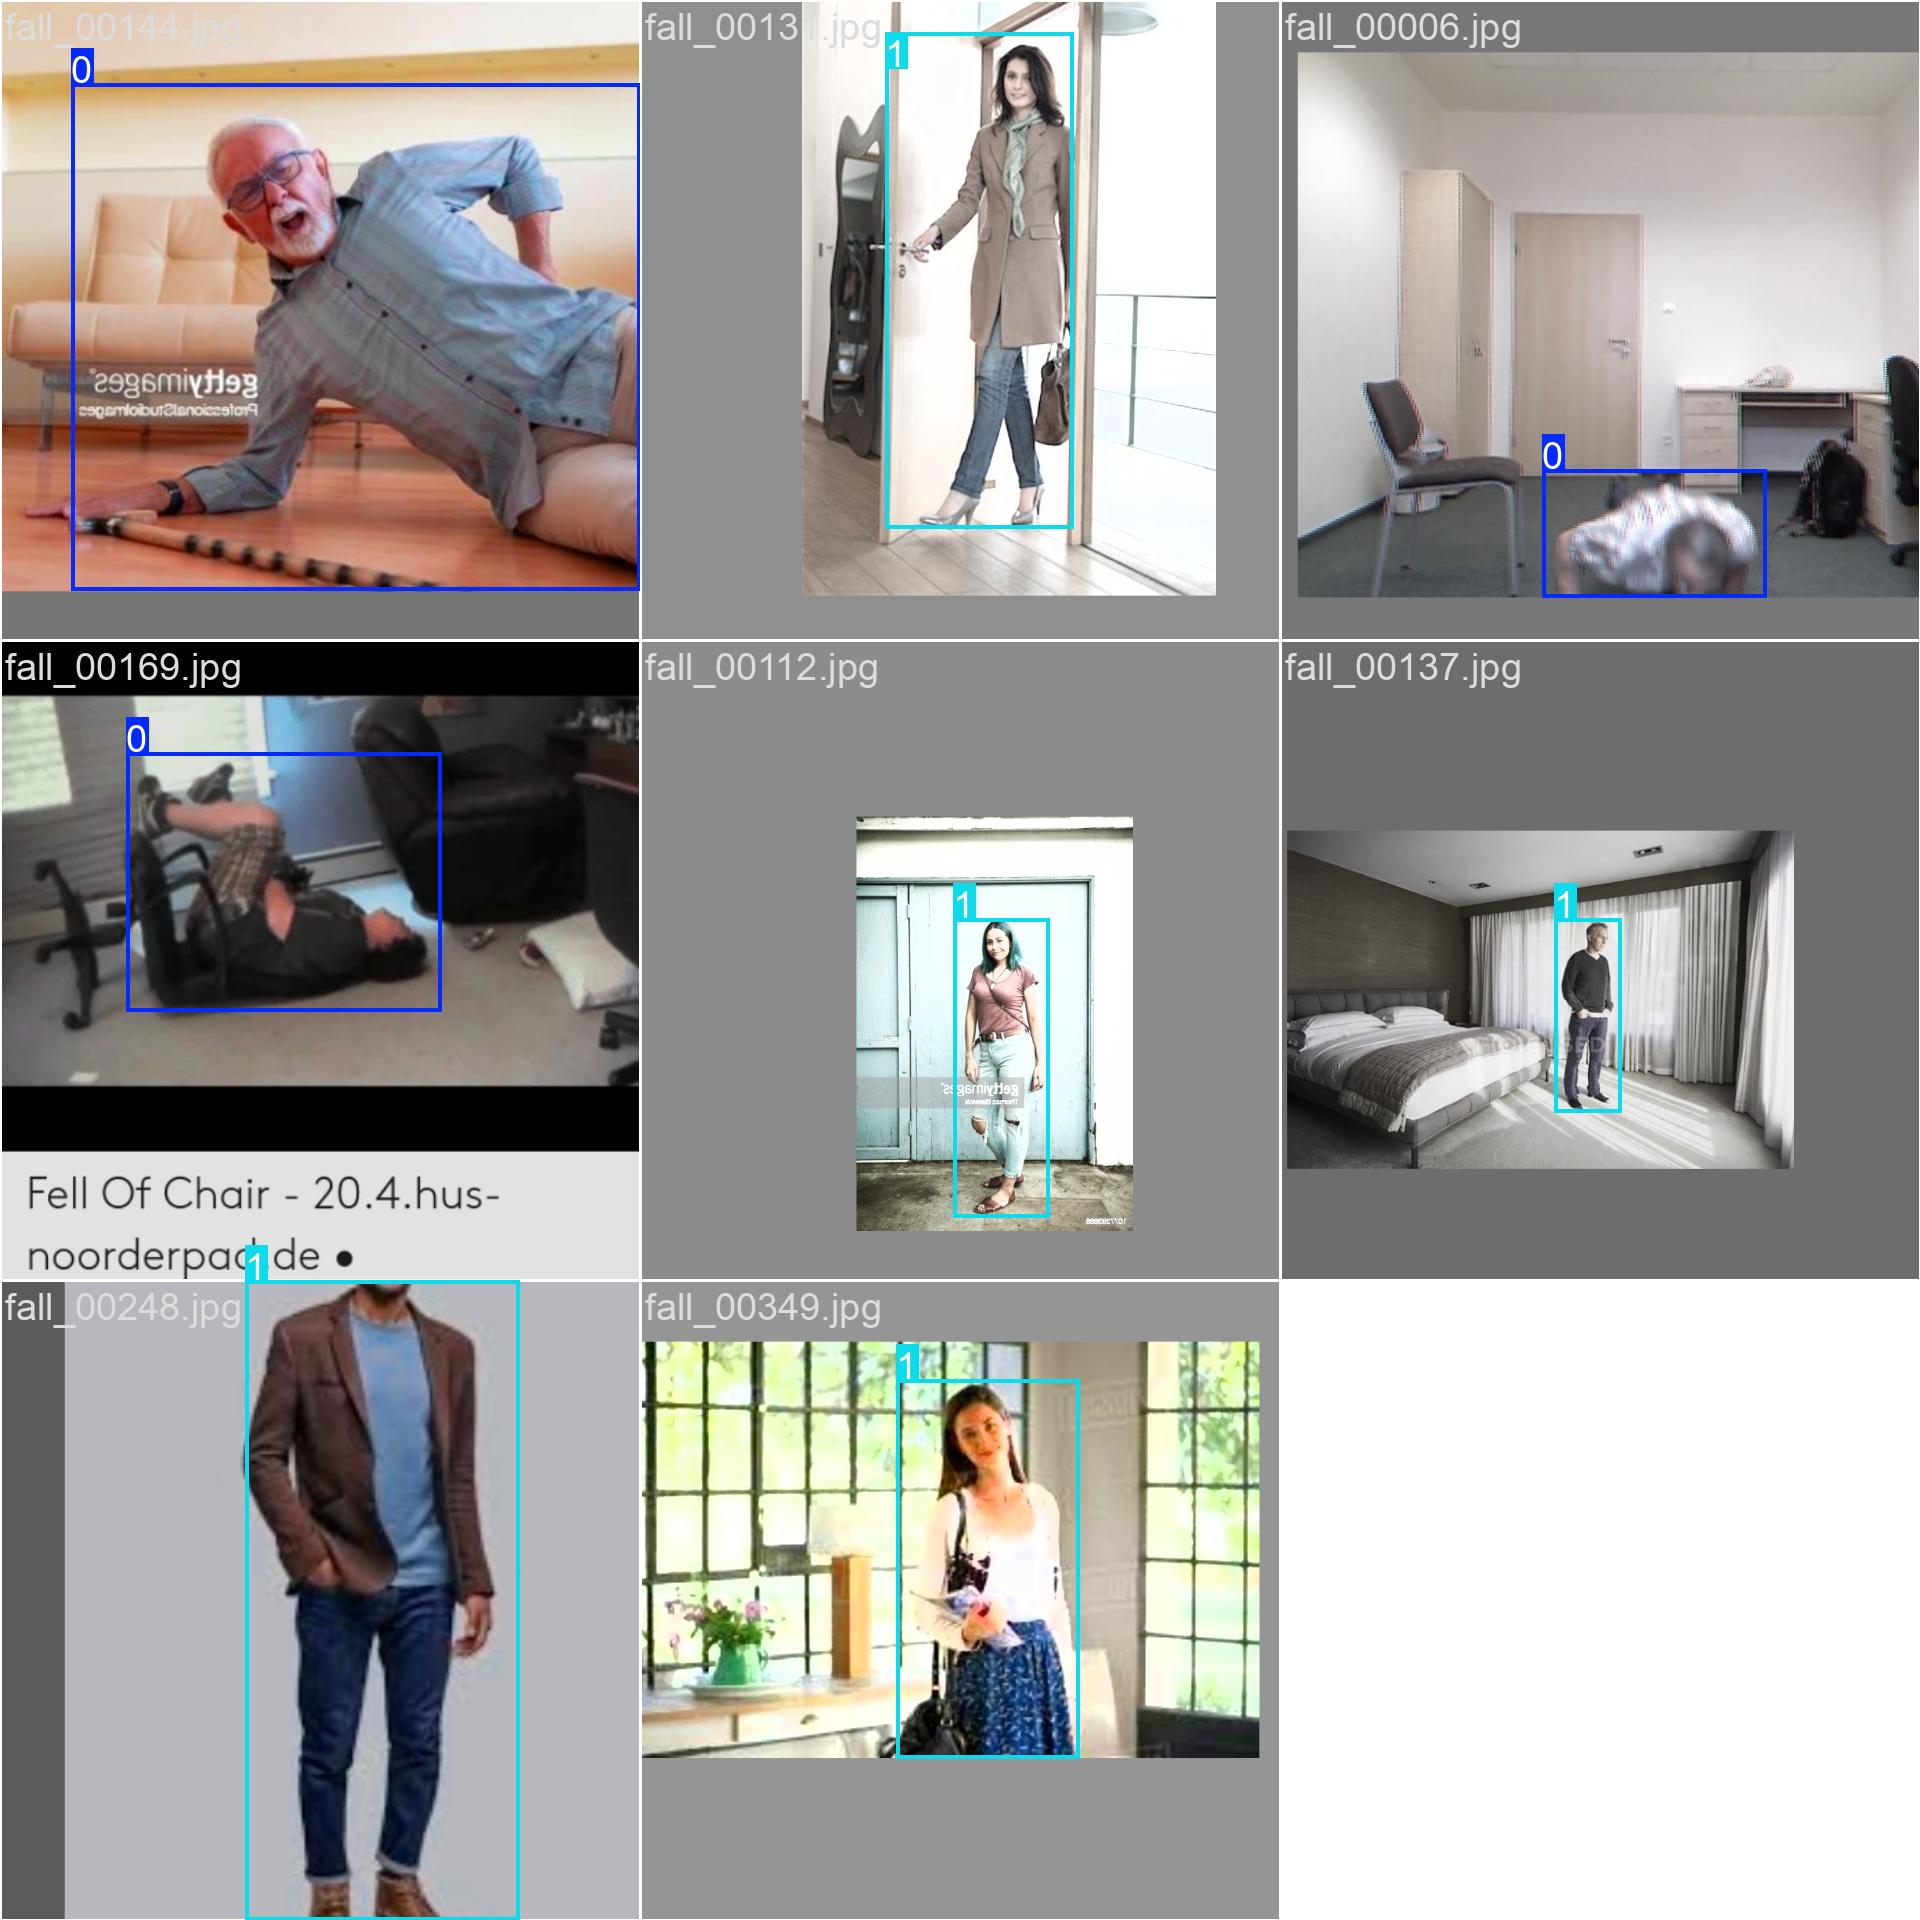 fall_00144.jpg
0
gettyimages®
ProfessionalStudioImages
fall_00131.jpg
1
fall_00006.jpg
0
fall_00169.jpg
0
Fell Of Chair - 20.4.hus-
noorderpad.de •
fall_00112.jpg
1
gettyimages®
Thomas Barwick
fall_00137.jpg
1
fall_00248.jpg
1
fall_00349.jpg
1